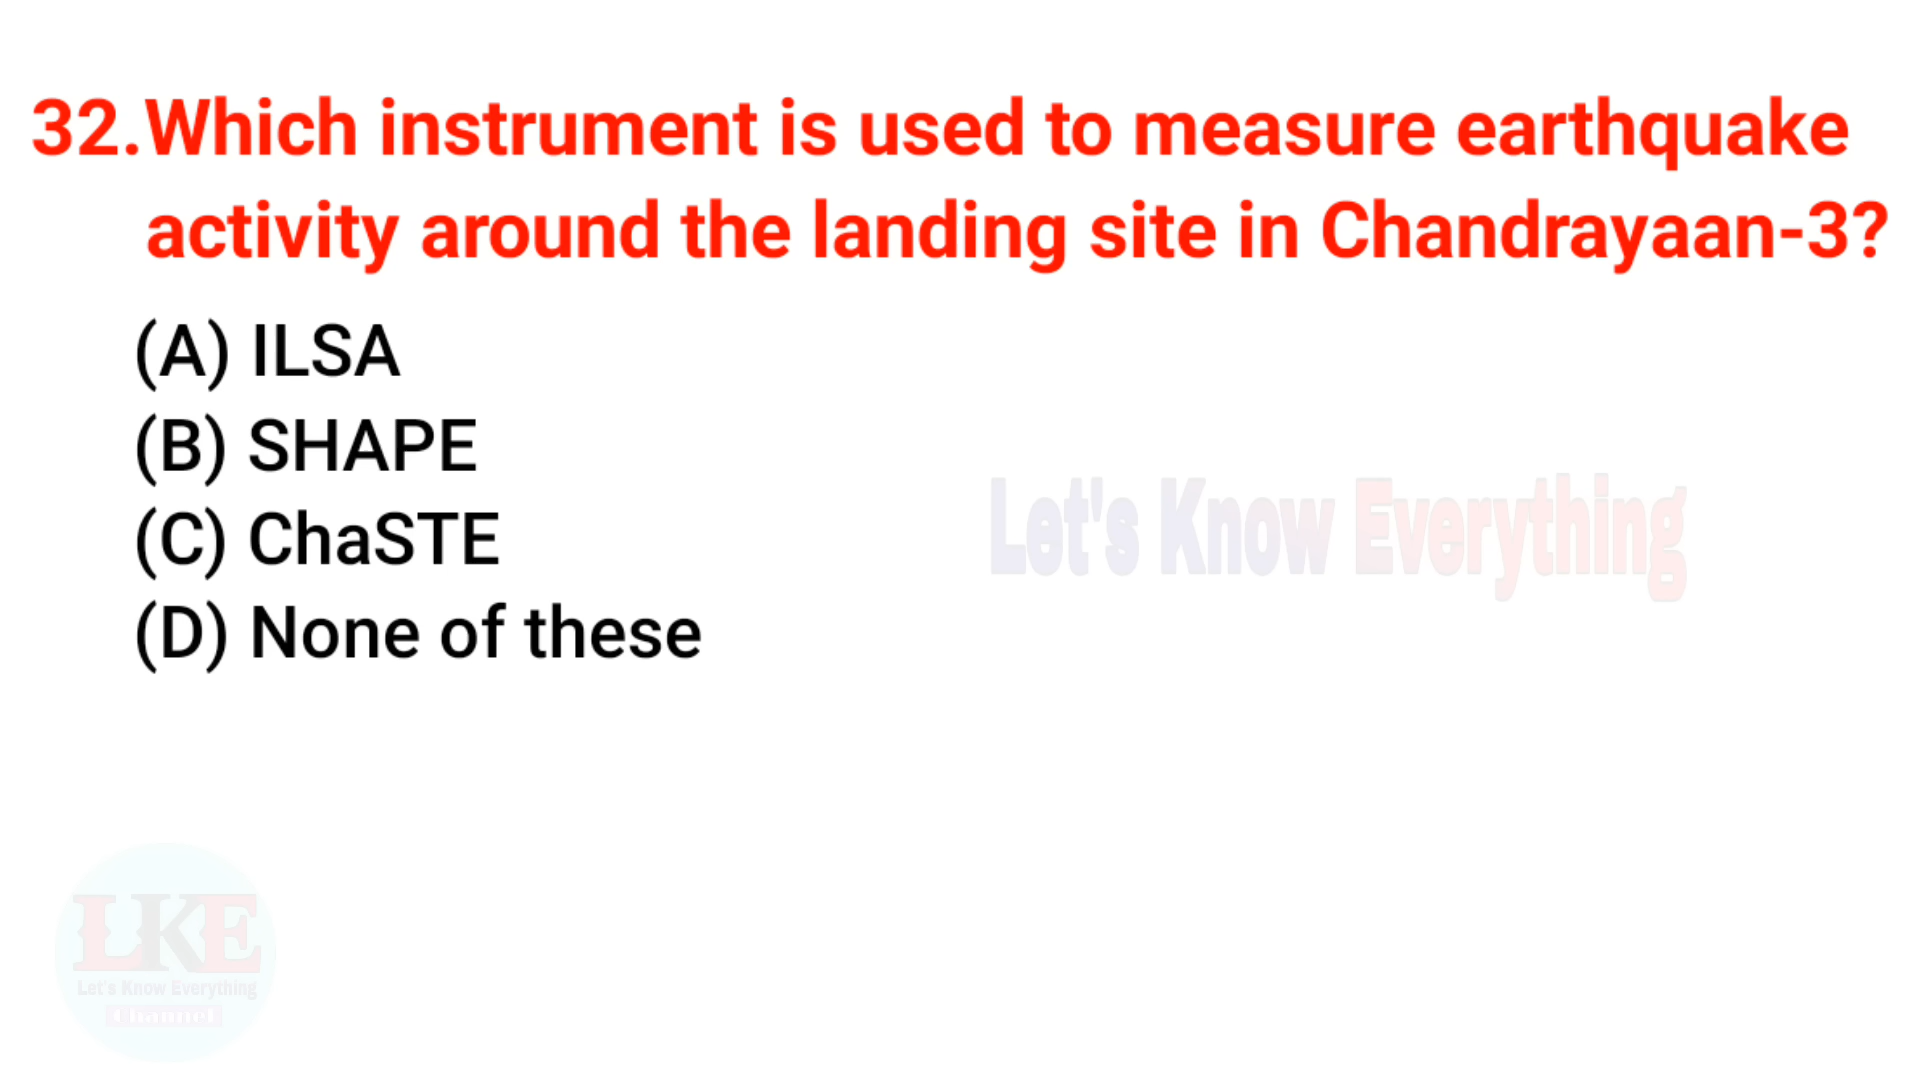 32.Which instrument is used to measure earthquake
activity around the landing site in Chandrayaan-3?
(A) ILSA
(B) SHAPE
(C) ChaSTE
(D) None of these
Let's Know Everything
LKE
Let's Know Everything
Channel